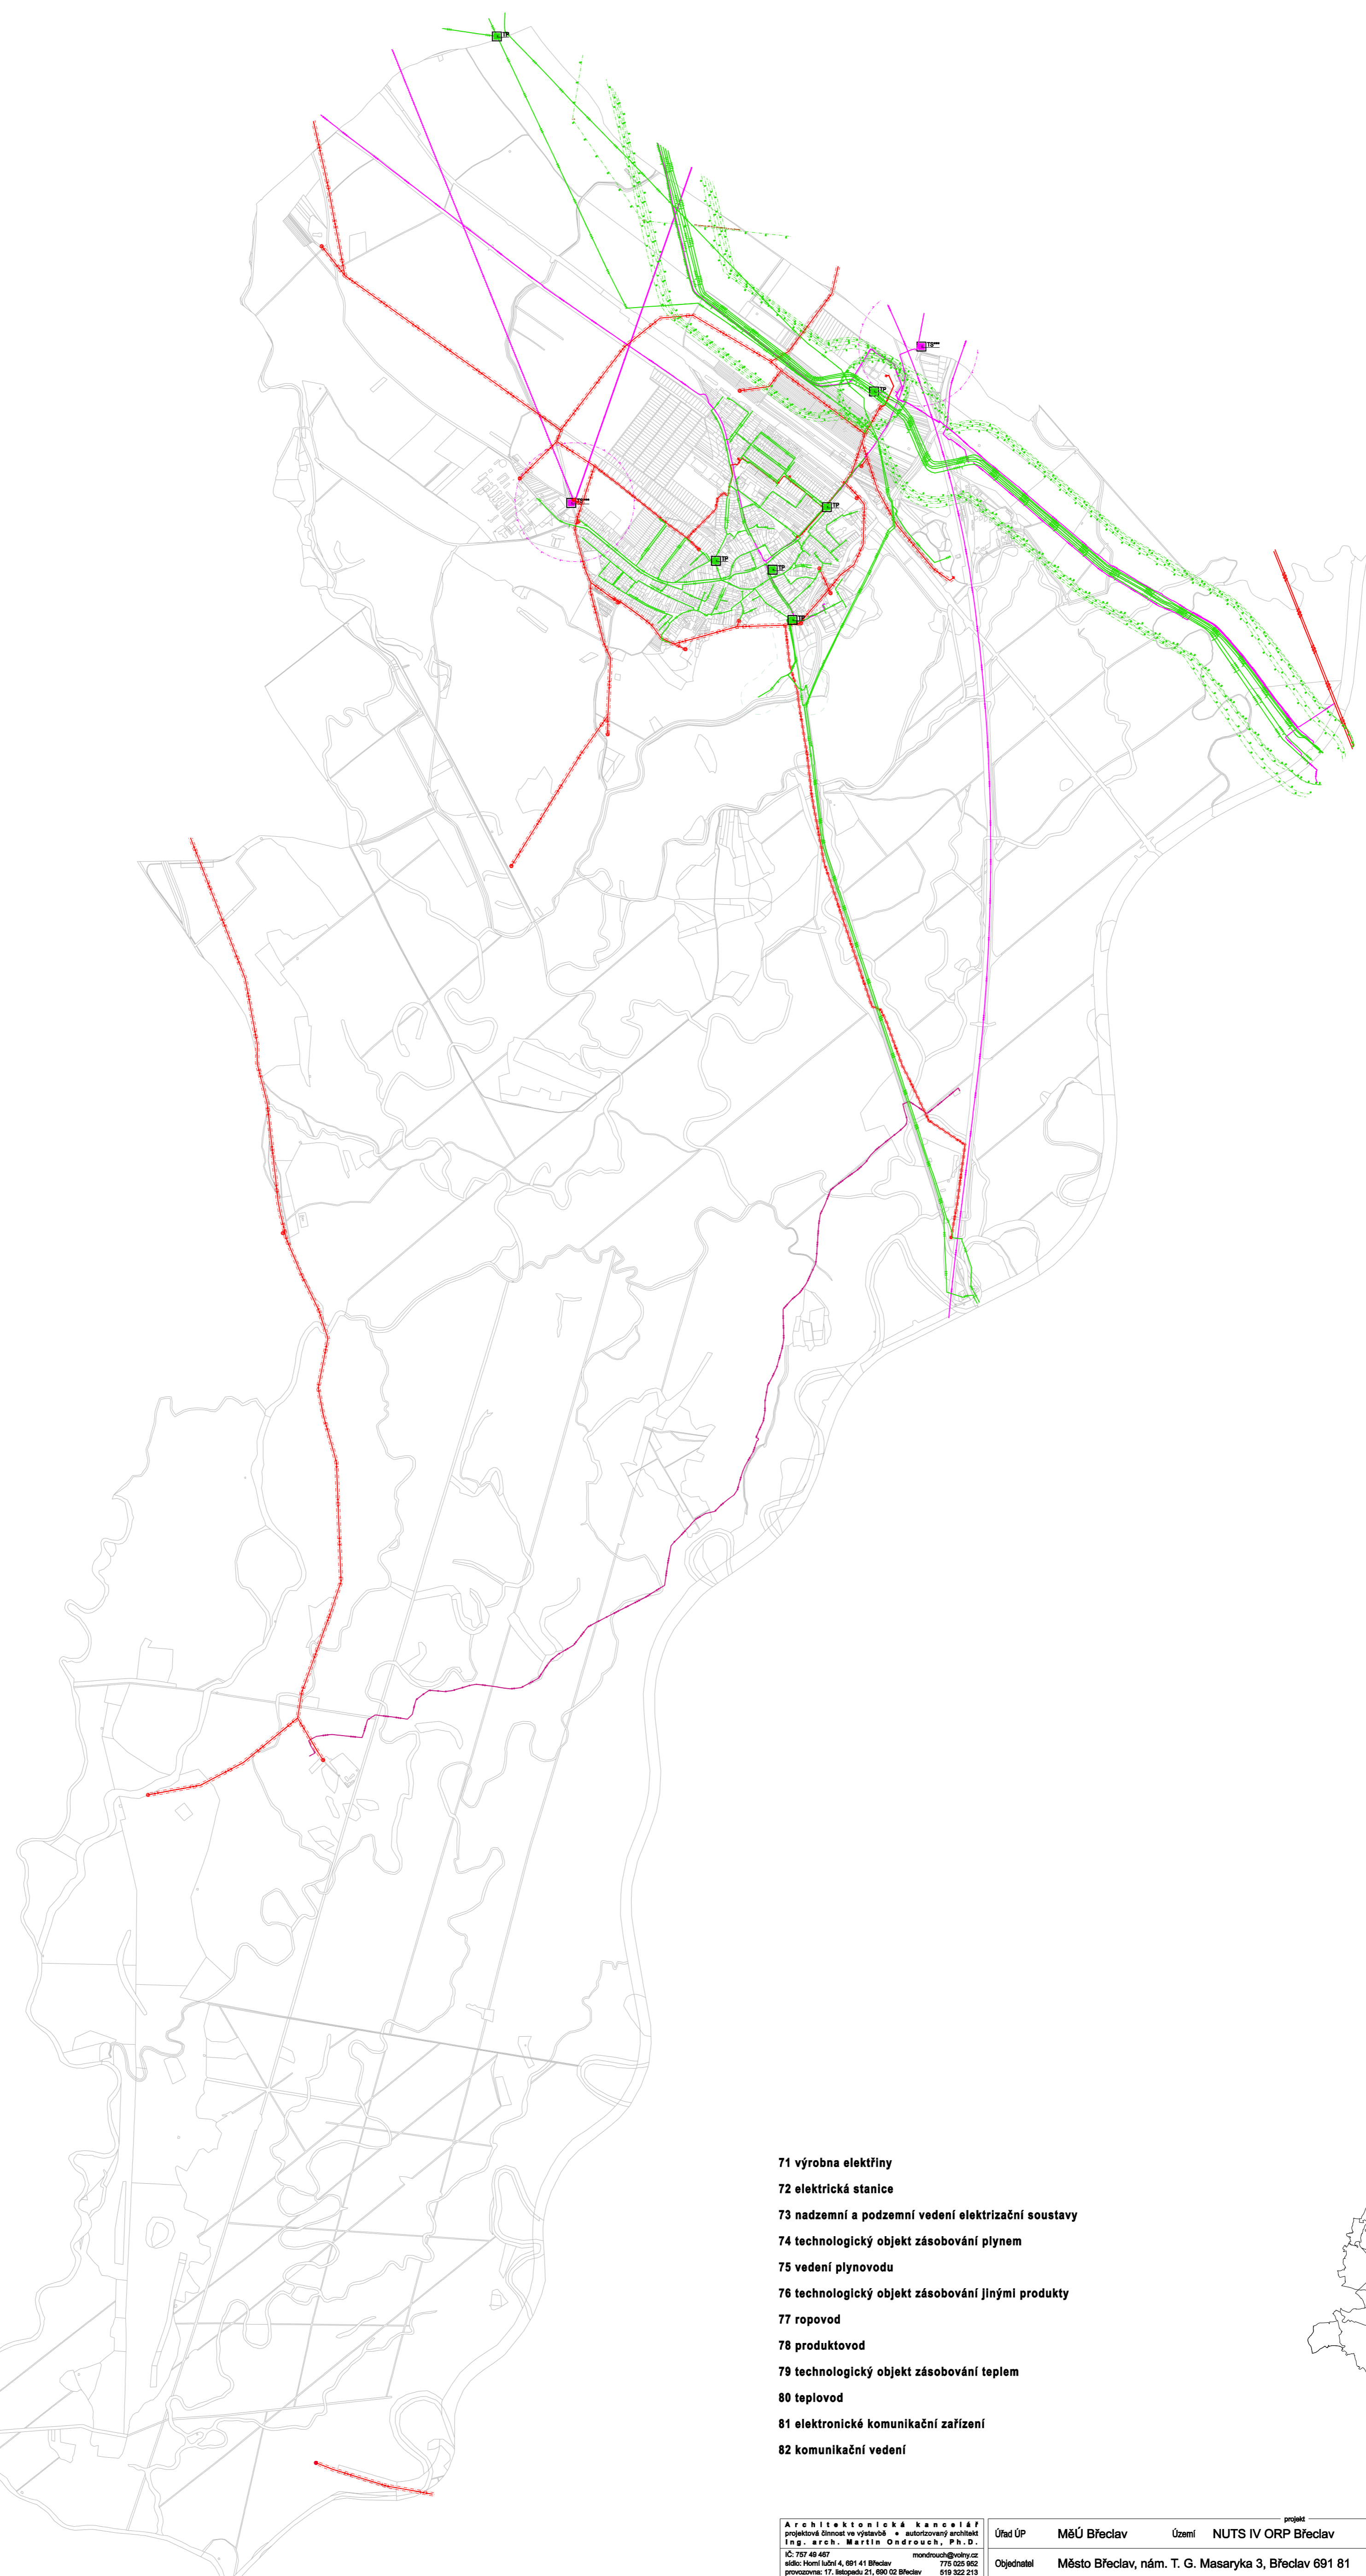 TP
TS
TP
TS
TP
TP
TP
TP
71 výrobna elektřiny
72 elektrická stanice
73 nadzemní a podzemní vedení elektrizační soustavy
74 technologický objekt zásobování plynem
75 vedení plynovodu
76 technologický objekt zásobování jinými produkty
77 ropovod
78 produktovod
79 technologický objekt zásobování teplem
80 teplovod
81 elektronické komunikační zařízení
82 komunikační vedení
projekt
Architektonická kancelář
projektová činnost ve výstavbě • autorizovaný architekt
Ing. arch. Martin Ondrouch, Ph.D.
IČ: 757 49 467 mondrouch@volny.cz
sídlo: Horní luční 4, 691 41 Břeclav 775 025 952
provozovna: 17. listopadu 21, 690 02 Břeclav 519 322 213
Úřad ÚP MěÚ Břeclav Území NUTS IV ORP Břeclav
Objednatel Město Břeclav, nám. T. G. Masaryka 3, Břeclav 691 81